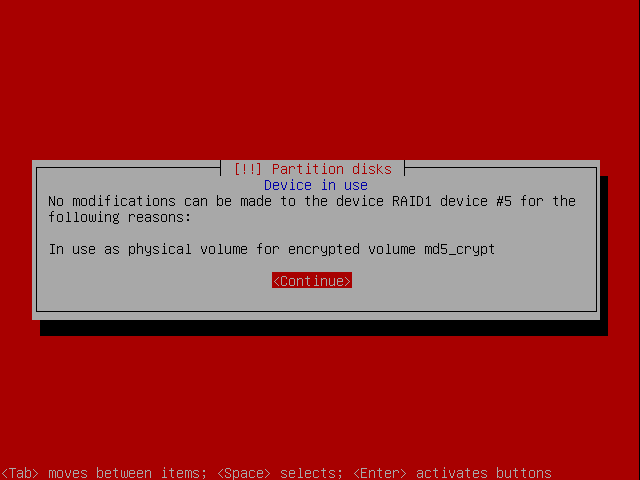 [!!] Partition disks
Device in use
No modifications can be made to the device RAID1 device #5 for the
following reasons:
In use as physical volume for encrypted volume md5_crypt
<Continue>
<Tab> moves between items; <Space> selects; <Enter> activates buttons